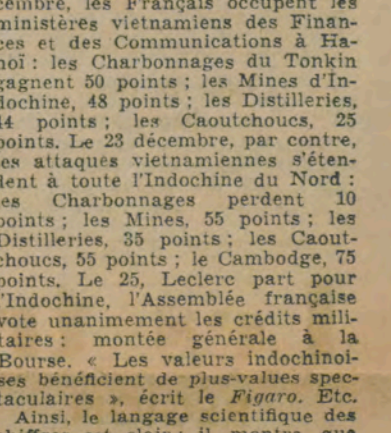 cembre, les Français occupent les
ministères vietnamiens des Finan-
ces et des Communications à Ha-
noï : les Charbonnages du Tonkin
gagnent 50 points ; les Mines d'In-
dochine, 48 points ; les Distilleries,
44 points ; les Caoutchoucs, 25
points. Le 23 décembre, par contre,
les attaques vietnamiennes s'éten-
dent à toute l'Indochine du Nord :
les Charbonnages perdent 10
points ; les Mines, 55 points ; les
Distilleries, 35 points ; les Caout-
choucs, 55 points ; le Cambodge, 75
points. Le 25, Leclerc part pour
l'Indochine, l'Assemblée française
vote unanimement les crédits mili-
taires : montée générale à la
Bourse. « Les valeurs indochinoi-
ses bénéficient de plus-values spec-
taculaires », écrit le Figaro. Etc.
Ainsi, le langage scientifique des